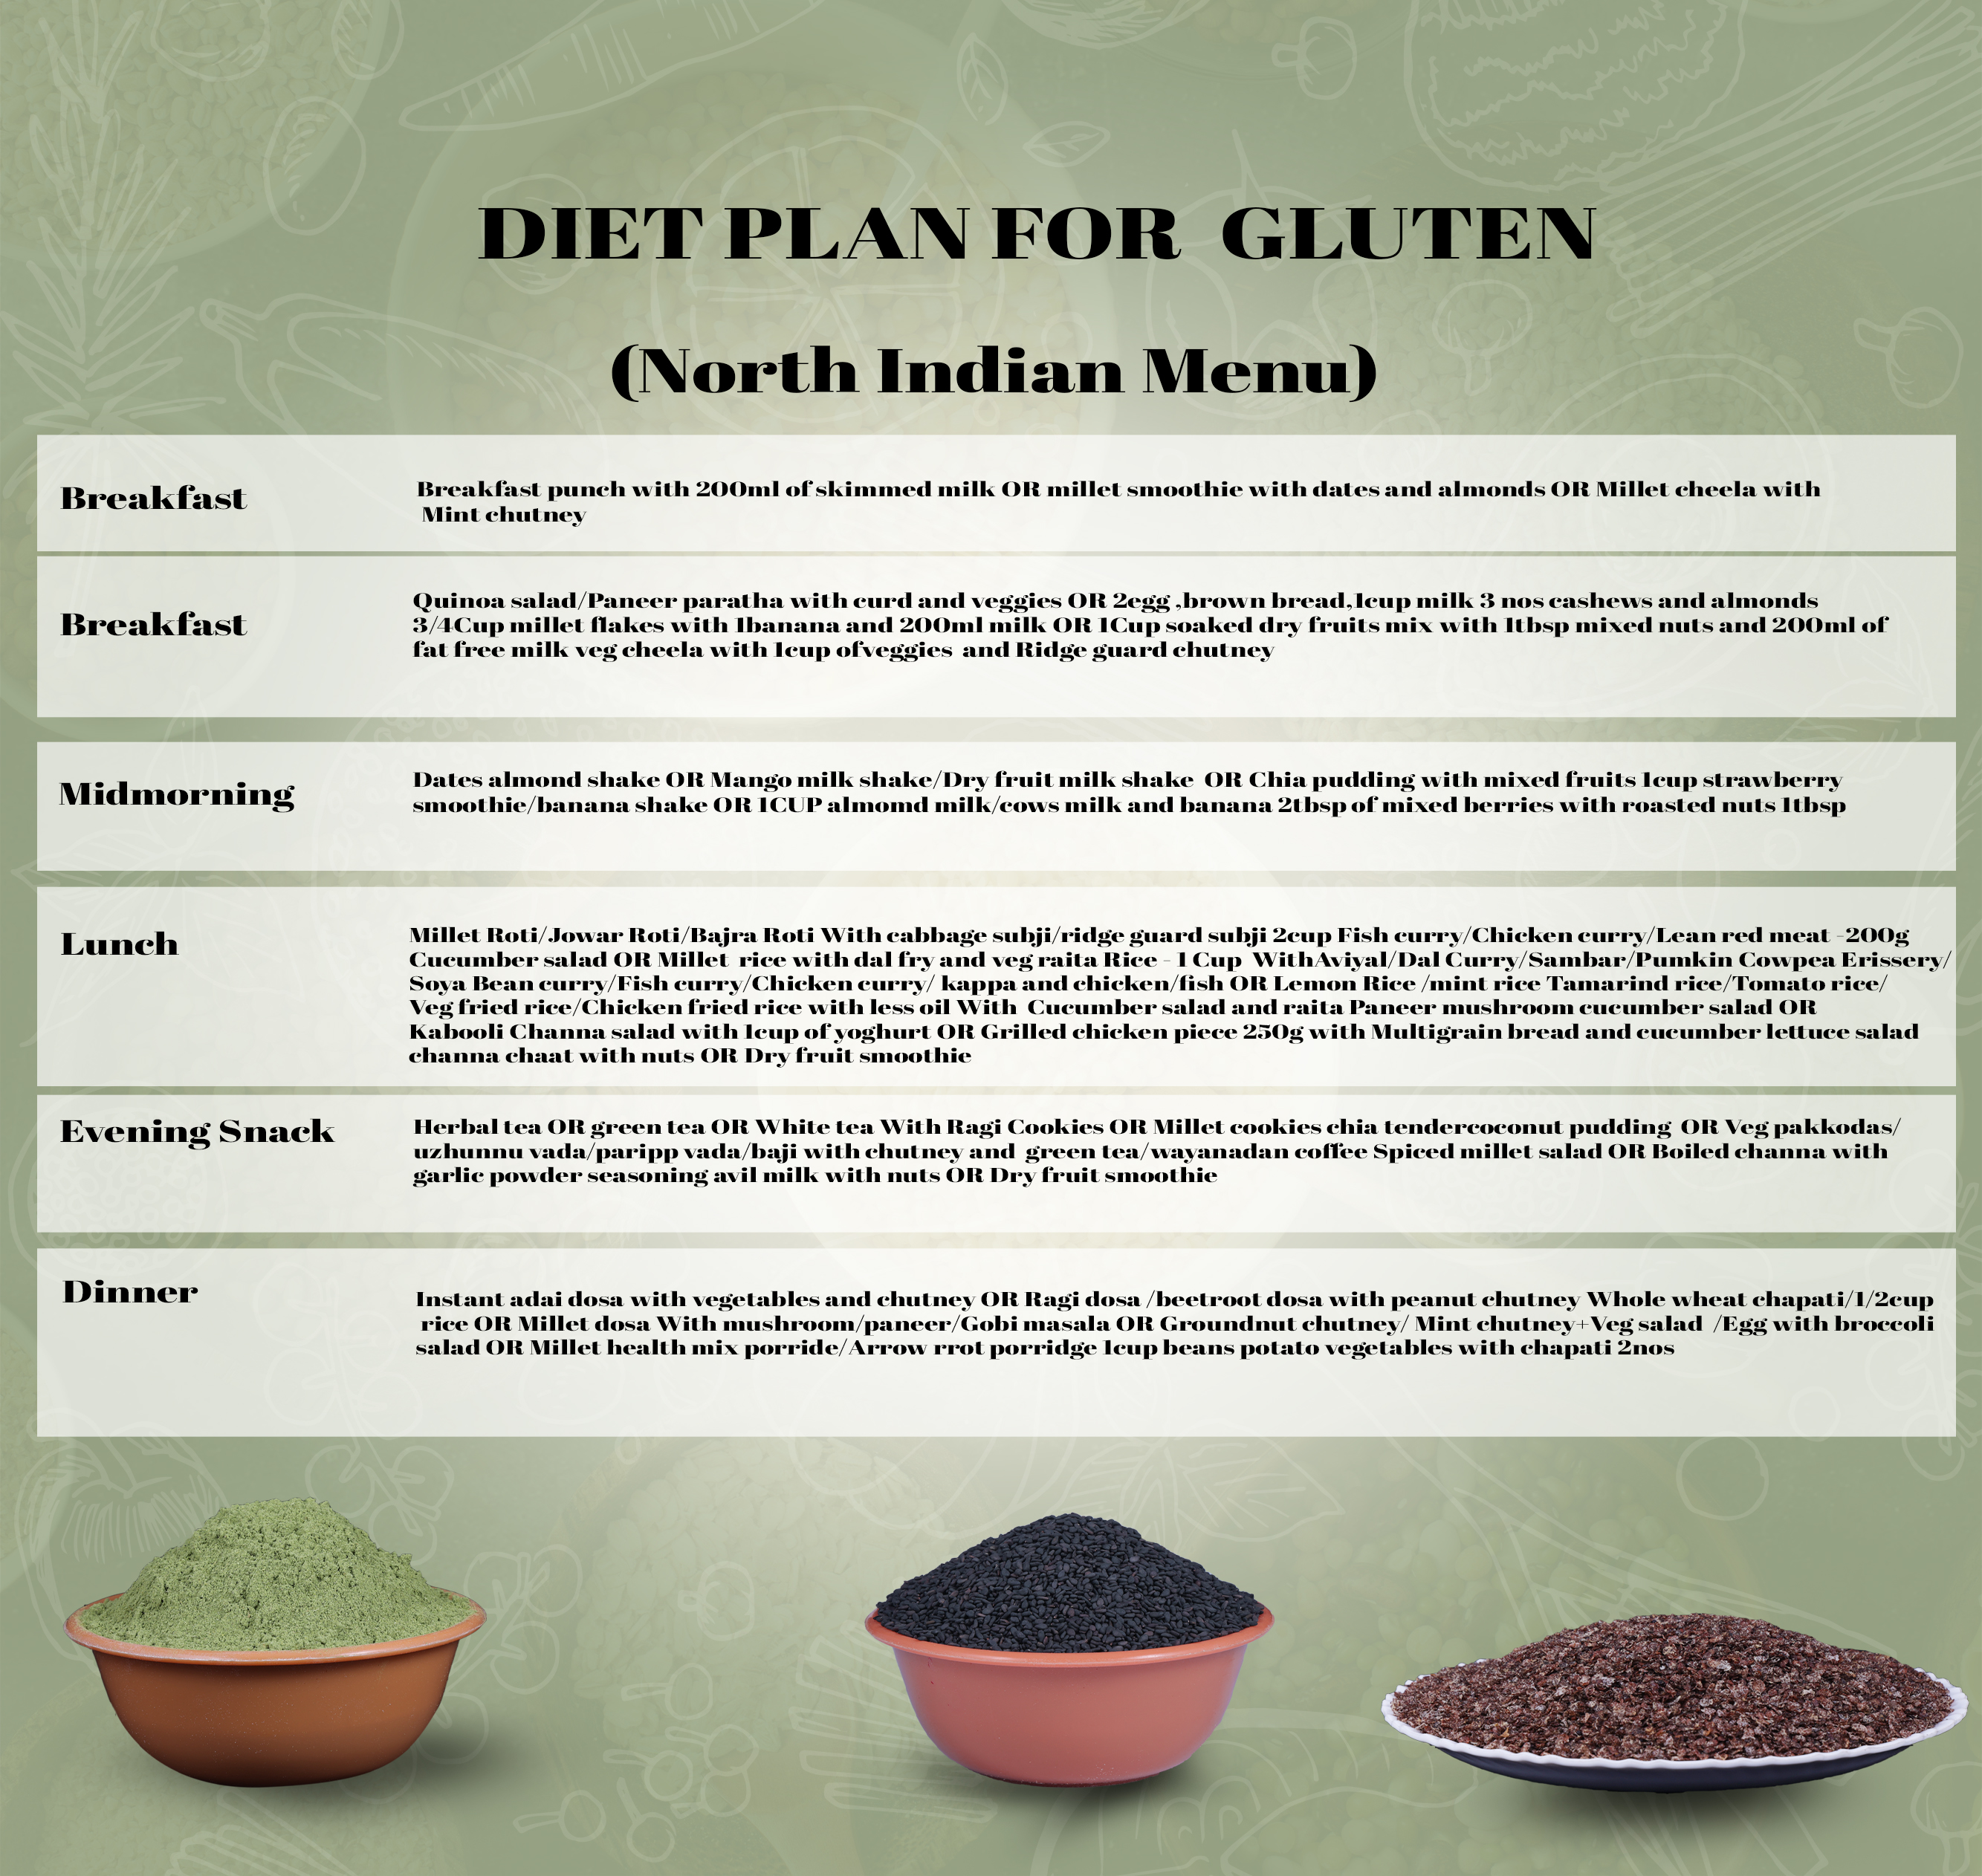 DIET PLAN FOR GLUTEN
(North Indian Menu)
Breakfast
Breakfast punch with 200ml of skimmed milk OR millet smoothie with dates and almonds OR Millet cheela with
Mint chutney
Breakfast
Quinoa salad/Paneer paratha with curd and veggies OR 2egg ,brown bread,1cup milk 3 nos cashews and almonds
3/4Cup millet flakes with 1banana and 200ml milk OR 1Cup soaked dry fruits mix with 1tbsp mixed nuts and 200ml of
fat free milk veg cheela with 1cup ofveggies and Ridge guard chutney
Midmorning
Dates almond shake OR Mango milk shake/Dry fruit milk shake OR Chia pudding with mixed fruits 1cup strawberry
smoothie/banana shake OR 1CUP almomd milk/cows milk and banana 2tbsp of mixed berries with roasted nuts 1tbsp
Lunch
Millet Roti/Jowar Roti/Bajra Roti With cabbage subji/ridge guard subji 2cup Fish curry/Chicken curry/Lean red meat -200g
Cucumber salad OR Millet rice with dal fry and veg raita Rice - 1 Cup WithAviyal/Dal Curry/Sambar/Pumkin Cowpea Erissery/
Soya Bean curry/Fish curry/Chicken curry/ kappa and chicken/fish OR Lemon Rice /mint rice Tamarind rice/Tomato rice/
Veg fried rice/Chicken fried rice with less oil With Cucumber salad and raita Paneer mushroom cucumber salad OR
Kabooli Channa salad with 1cup of yoghurt OR Grilled chicken piece 250g with Multigrain bread and cucumber lettuce salad
channa chaat with nuts OR Dry fruit smoothie
Evening Snack
Herbal tea OR green tea OR White tea With Ragi Cookies OR Millet cookies chia tendercoconut pudding OR Veg pakkodas/
uzhunnu vada/paripp vada/baji with chutney and green tea/wayanadan coffee Spiced millet salad OR Boiled channa with
garlic powder seasoning avil milk with nuts OR Dry fruit smoothie
Dinner
Instant adai dosa with vegetables and chutney OR Ragi dosa /beetroot dosa with peanut chutney Whole wheat chapati/1/2cup
rice OR Millet dosa With mushroom/paneer/Gobi masala OR Groundnut chutney/ Mint chutney+Veg salad /Egg with broccoli
salad OR Millet health mix porride/Arrow rrot porridge 1cup beans potato vegetables with chapati 2nos